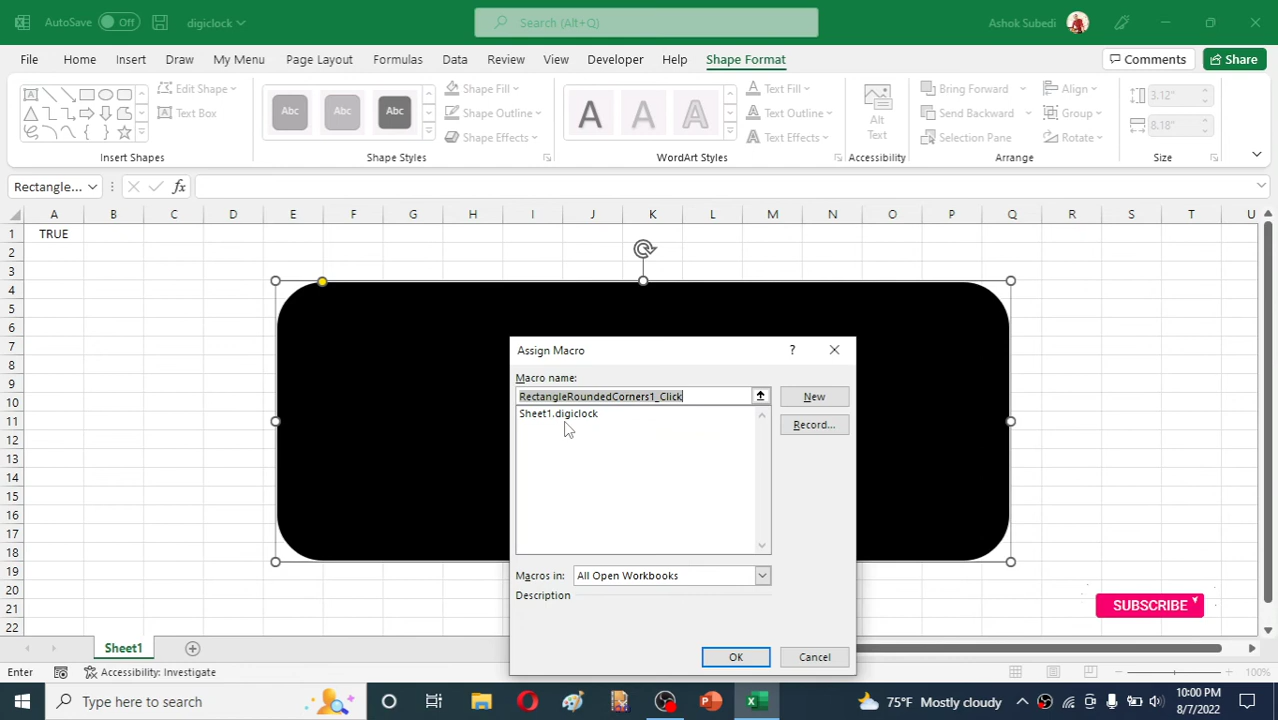 AutoSave Off digiclock Search (Alt+Q) Ashok Subedi
File Home Insert Draw My Menu Page Layout Formulas Data Review View Developer Help Shape Format Comments Share
Edit Shape Abc Abc Abc Shape Fill A A A Text Fill Alt Text Bring Forward Align 3.12"
Text Box Shape Outline Text Outline Send Backward Group 8.18"
Shape Effects Text Effects Selection Pane Rotate
Insert Shapes Shape Styles WordArt Styles Accessibility Arrange Size
Rectangle... fx
A B C D E F G H I J K L M N O P Q R S T U
1 TRUE
2
3
4
5
6
7
8
9
10
11
12
13
14
15
16
17
18
19
20
21
22
Assign Macro ?
Macro name:
RectangleRoundedCorners1_Click New
Sheet1.digiclock Record...
Macros in: All Open Workbooks
Description
OK Cancel
SUBSCRIBE
Sheet1
Enter Accessibility: Investigate 100%
Type here to search 75°F Mostly cloudy 10:00 PM
8/7/2022